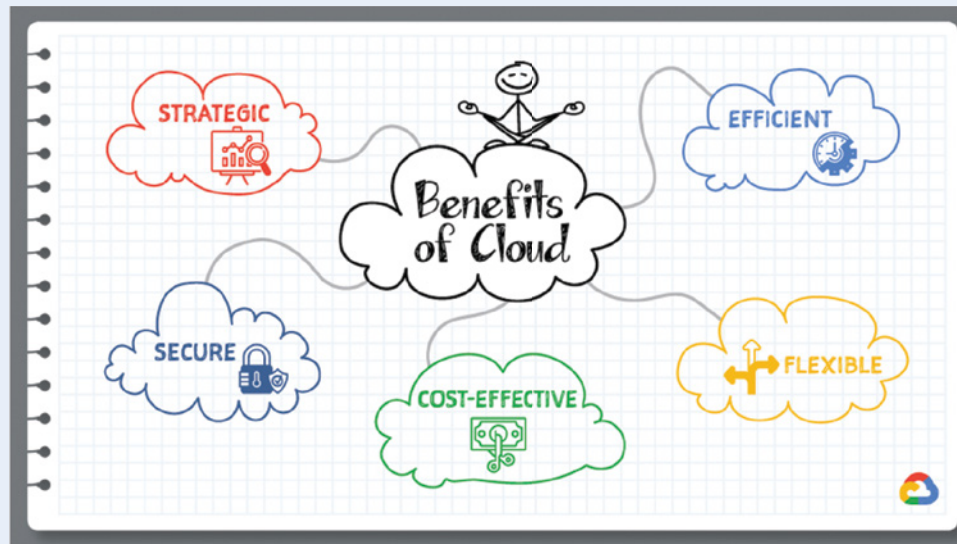 STRATEGIC
EFFICIENT
Benefits
of Cloud
SECURE
COST-EFFECTIVE
FLEXIBLE